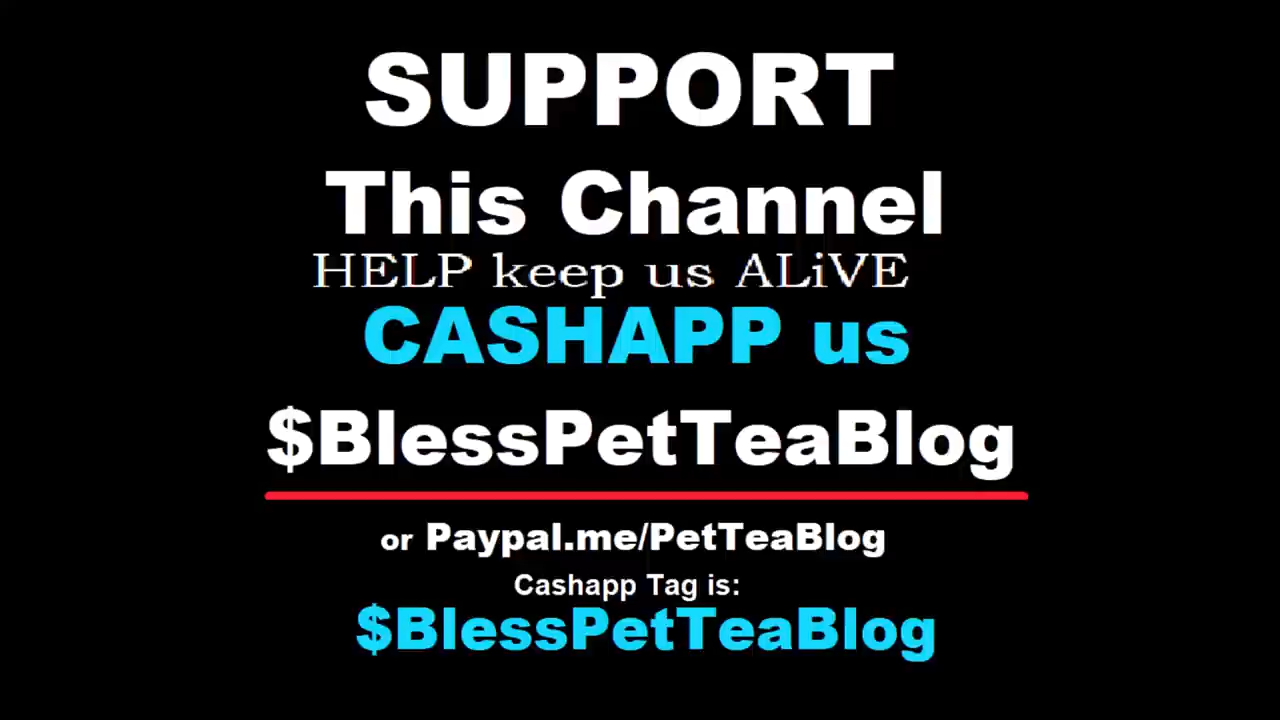 SUPPORT
This Channel
HELP keep us ALiVE
CASHAPP us
$BlessPetTeaBlog
or Paypal.me/PetTeaBlog
Cashapp Tag is:
$BlessPetTeaBlog